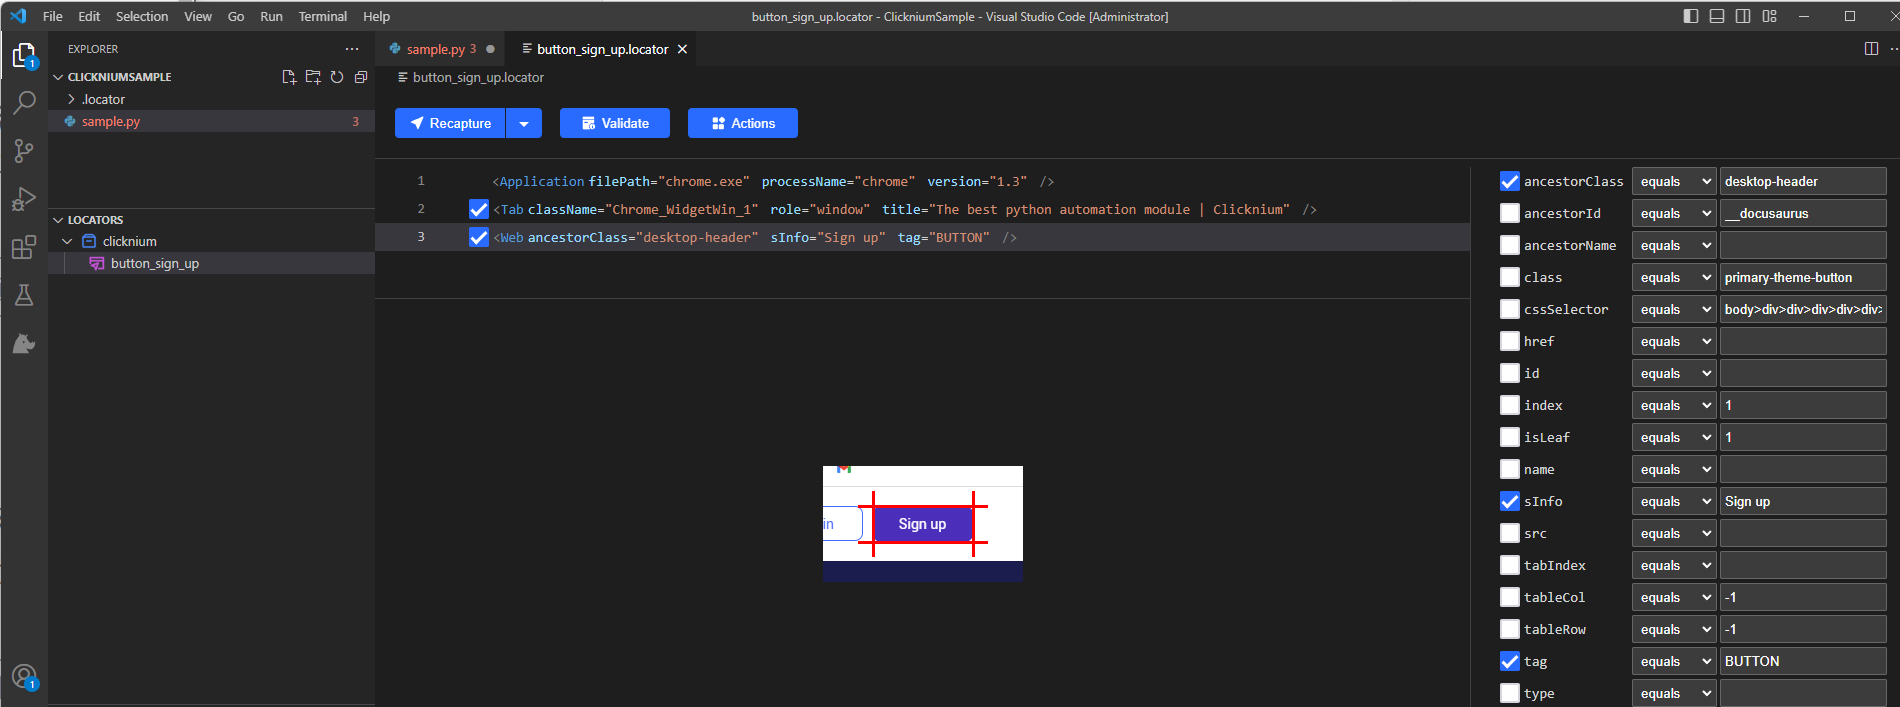 File Edit Selection View Go Run Terminal Help
button_sign_up.locator - ClickniumSample - Visual Studio Code [Administrator]
EXPLORER
CLICKNIUMSAMPLE
.locator
sample.py 3
LOCATORS
clicknium
button_sign_up
1
1
sample.py 3
button_sign_up.locator
button_sign_up.locator
Recapture
Validate
Actions
1 <Application filePath="chrome.exe" processName="chrome" version="1.3" />
2 <Tab className="Chrome_WidgetWin_1" role="window" title="The best python automation module | Clicknium" />
3 <Web ancestorClass="desktop-header" sInfo="Sign up" tag="BUTTON" />
in
Sign up
ancestorClass equals desktop-header
ancestorId equals __docusaurus
ancestorName equals
class equals primary-theme-button
cssSelector equals body>div>div>div>div>div>
href equals
id equals
index equals 1
isLeaf equals 1
name equals
sInfo equals Sign up
src equals
tabIndex equals
tableCol equals -1
tableRow equals -1
tag equals BUTTON
type equals